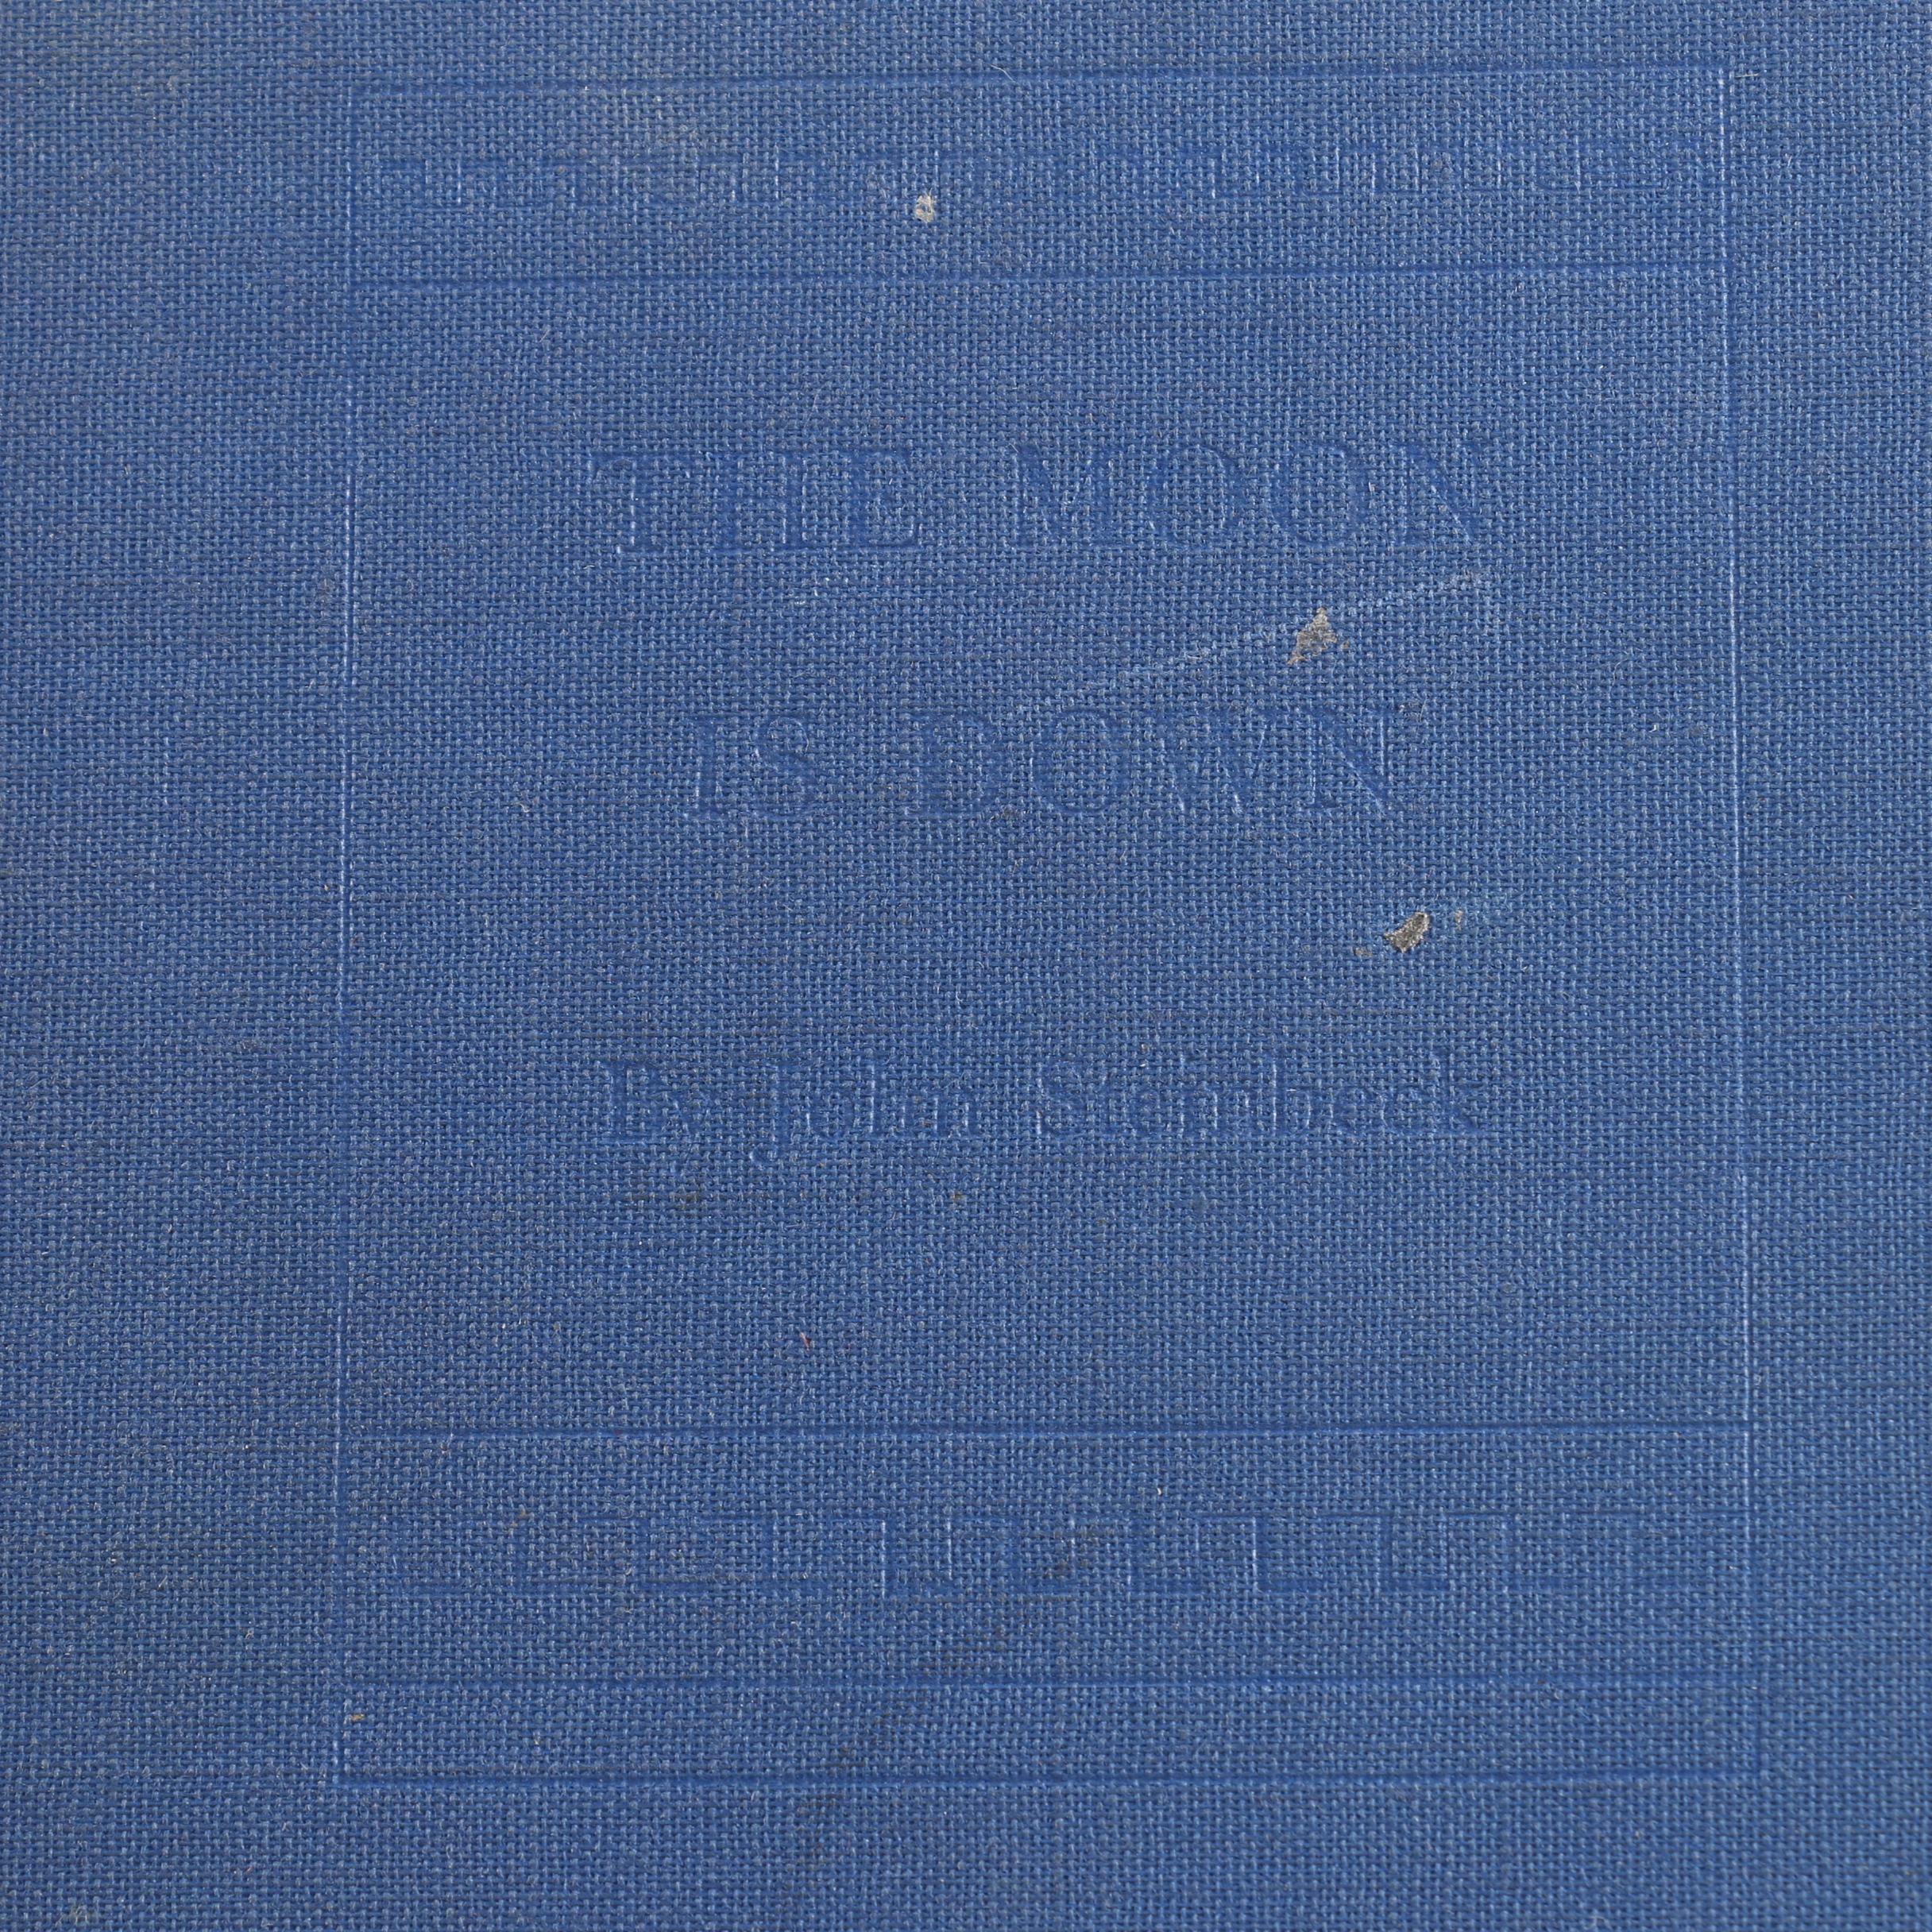 THE MOON
IS DOWN
By John Steinbeck